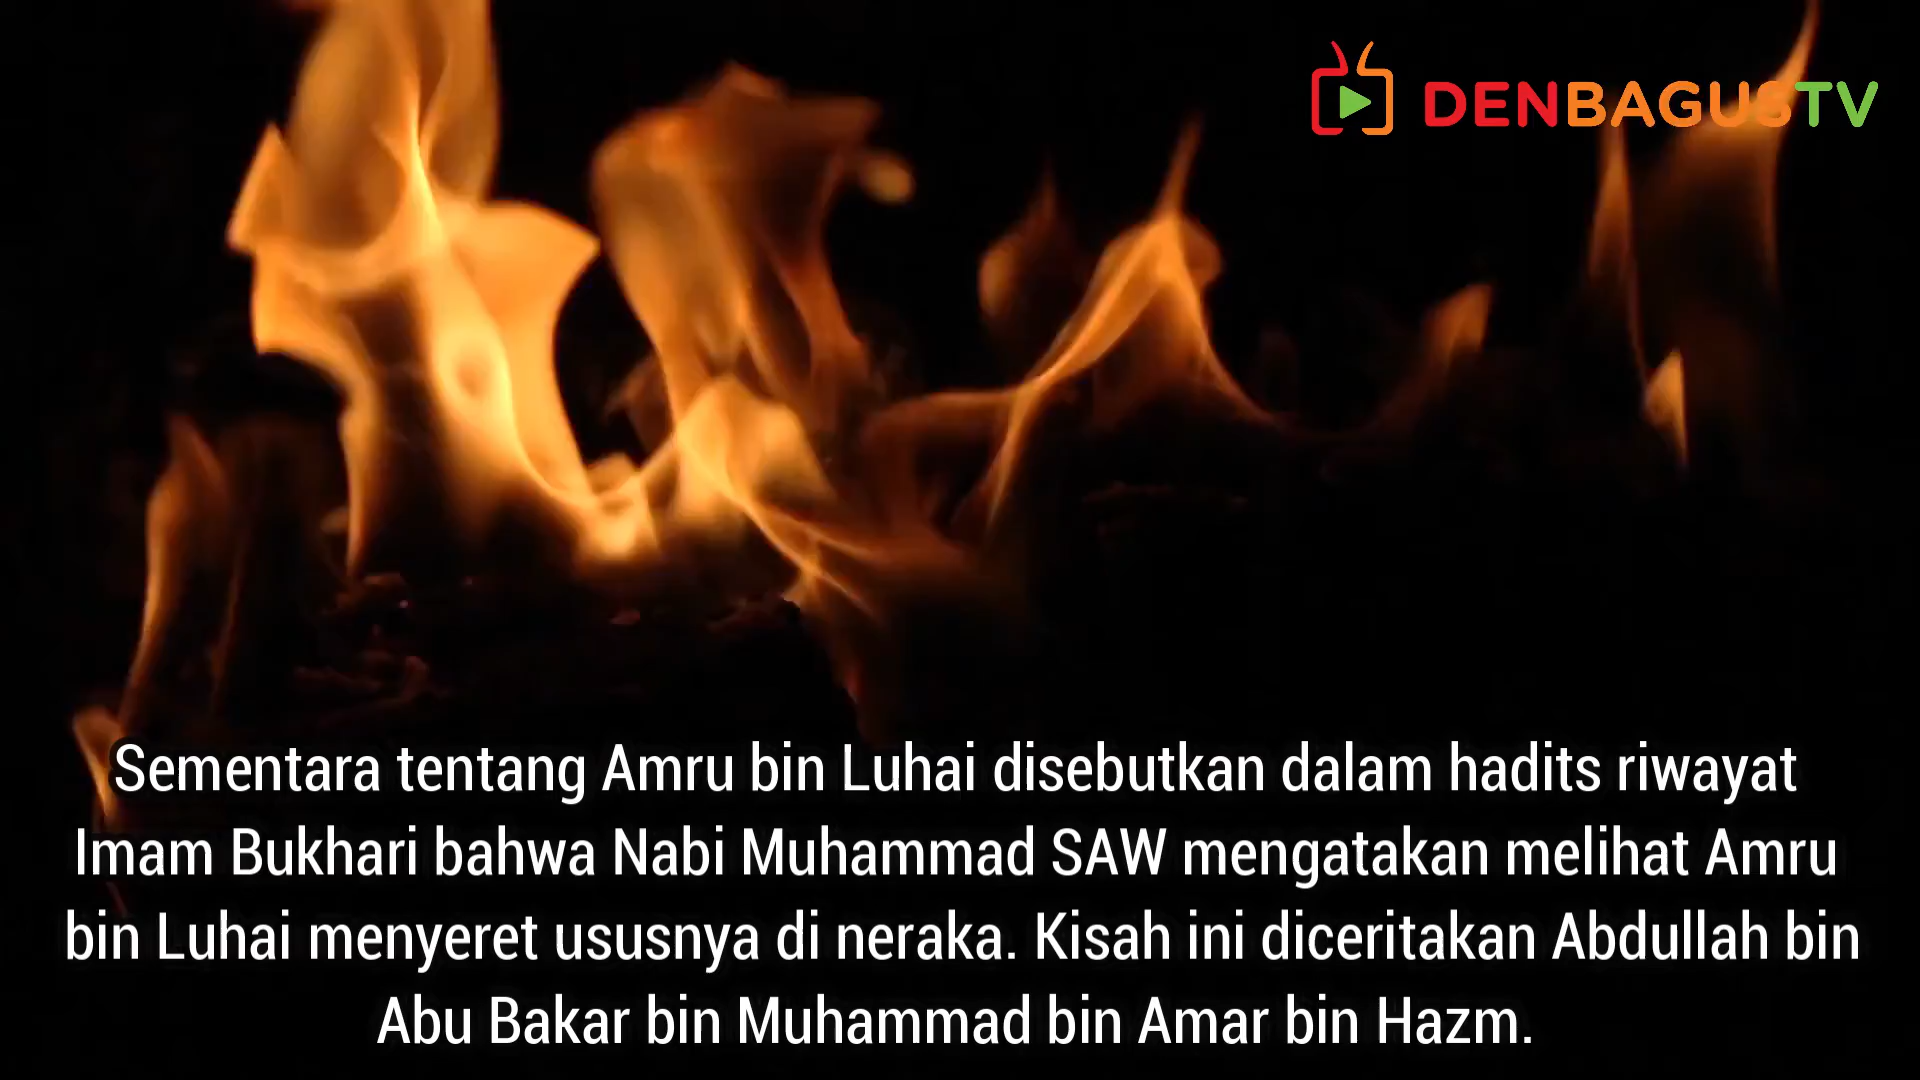 DENBAGUSTV
Sementara tentang Amru bin Luhai disebutkan dalam hadits riwayat
Imam Bukhari bahwa Nabi Muhammad SAW mengatakan melihat Amru
bin Luhai menyeret ususnya di neraka. Kisah ini diceritakan Abdullah bin
Abu Bakar bin Muhammad bin Amar bin Hazm.